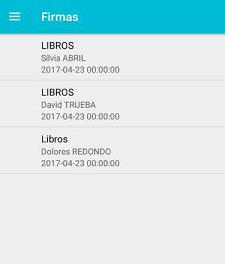 Firmas
LIBROS
Sílvia ABRIL
2017-04-23 00:00:00
LIBROS
David TRUEBA
2017-04-23 00:00:00
Libros
Dolores REDONDO
2017-04-23 00:00:00